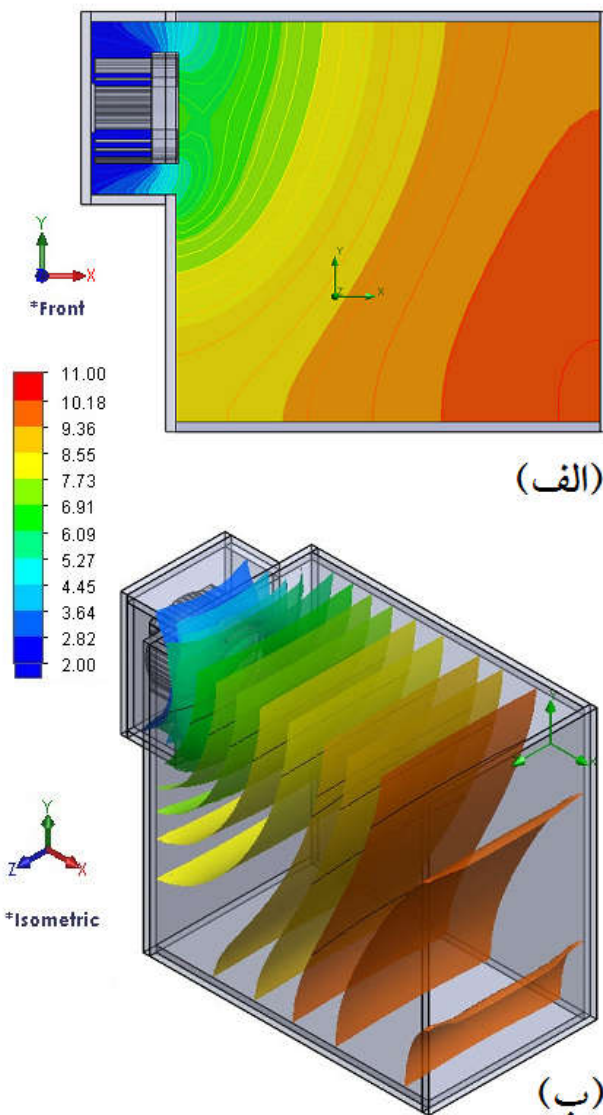 Y
X
*Front
Y
Z
X
11.00
10.18
9.36
8.55
7.73
6.91
6.09
5.27
4.45
3.64
2.82
2.00
(الف)
Y
Z
X
*Isometric
(ب)